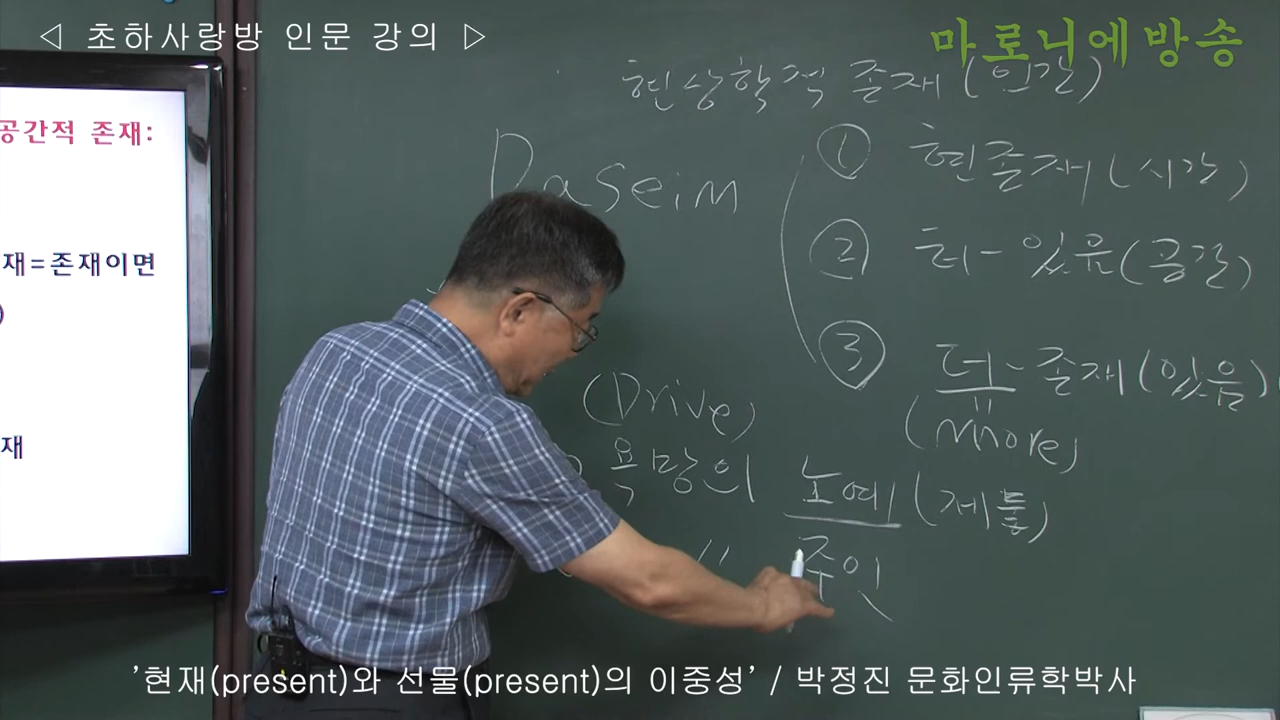 ◁ 초하사랑방 인문 강의 ▷
마로니에방송
공간적 존재:
재=존재이면
)
재
현상학적 존재 (인간)
Dasein
① 현존재 (시간)
② 터-있음 (공간)
③ 더-존재 (있음)
(more)
(Drive)
욕망의 노예 (제물)
〃 주인
'현재(present)와 선물(present)의 이중성' / 박정진 문화인류학박사